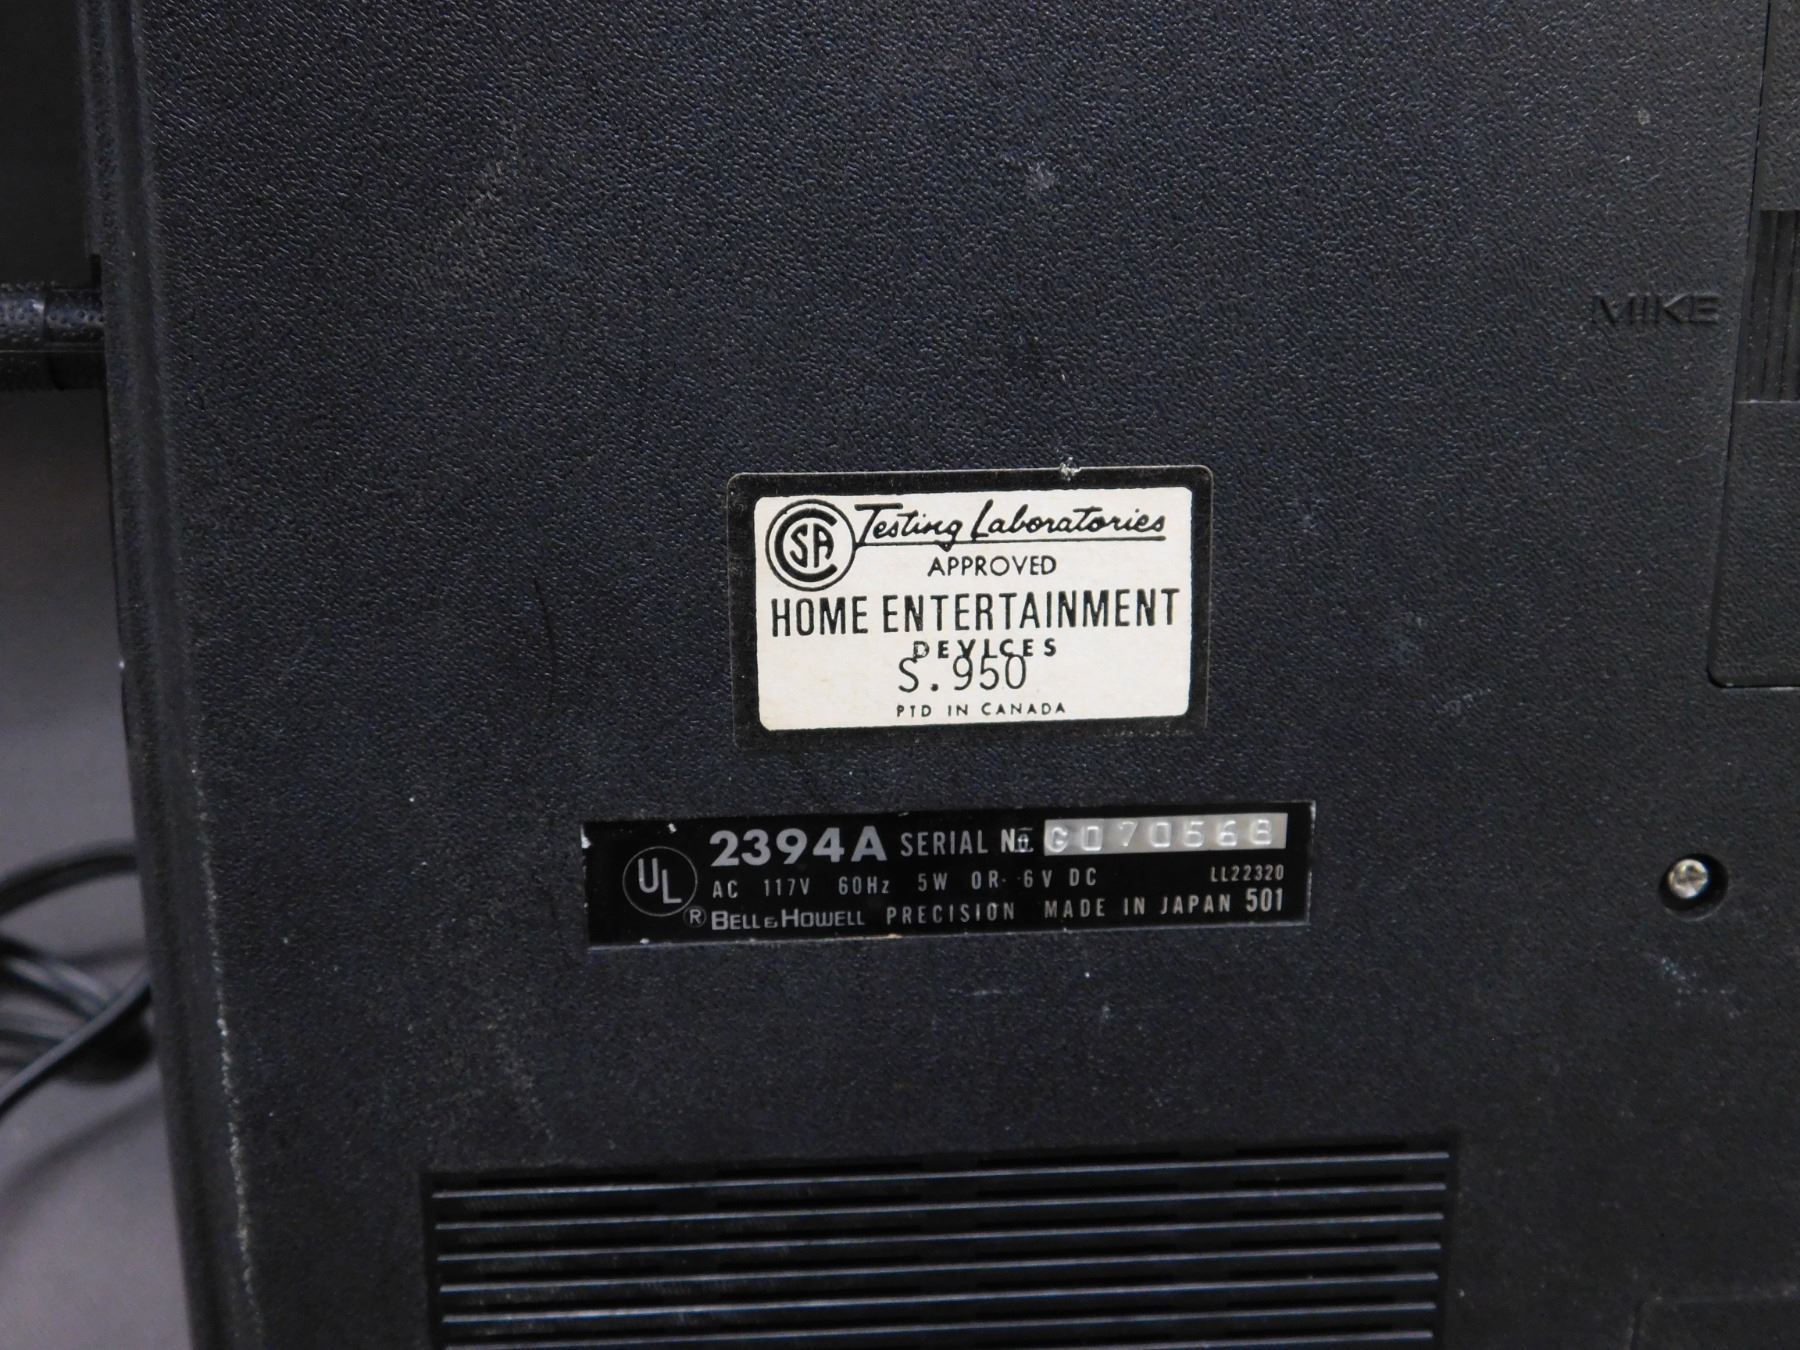 MIKE
CSA Testing Laboratories
APPROVED
HOME ENTERTAINMENT
DEVICES
S.950
PTD IN CANADA
2394A SERIAL No. G070568
UL AC 117V 60Hz 5W OR 6V DC LL22320
® BELL & HOWELL PRECISION MADE IN JAPAN 501